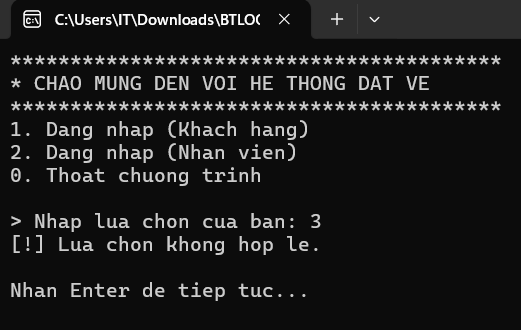 C:\Users\IT\Downloads\BTLOC
*****************************************
* CHAO MUNG DEN VOI HE THONG DAT VE
*****************************************
1. Dang nhap (Khach hang)
2. Dang nhap (Nhan vien)
0. Thoat chuong trinh
> Nhap lua chon cua ban: 3
[!] Lua chon khong hop le.
Nhan Enter de tiep tuc...